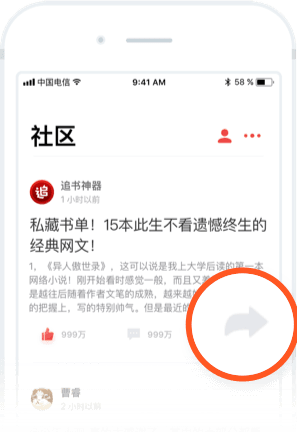 中国电信 9:41 AM 58 %
社区
追书神器
1 小时以前
私藏书单！15本此生不看遗憾终生的
经典网文！
1，《异人傲世录》，这可以说是我上大学后读的第一本
网络小说！刚开始看时感觉一般，而且又
是越往后随着作者文笔的成熟，越来越
的把握上，写的特别帅气。但是最近的
999万 999万
曹睿
2 小时以前